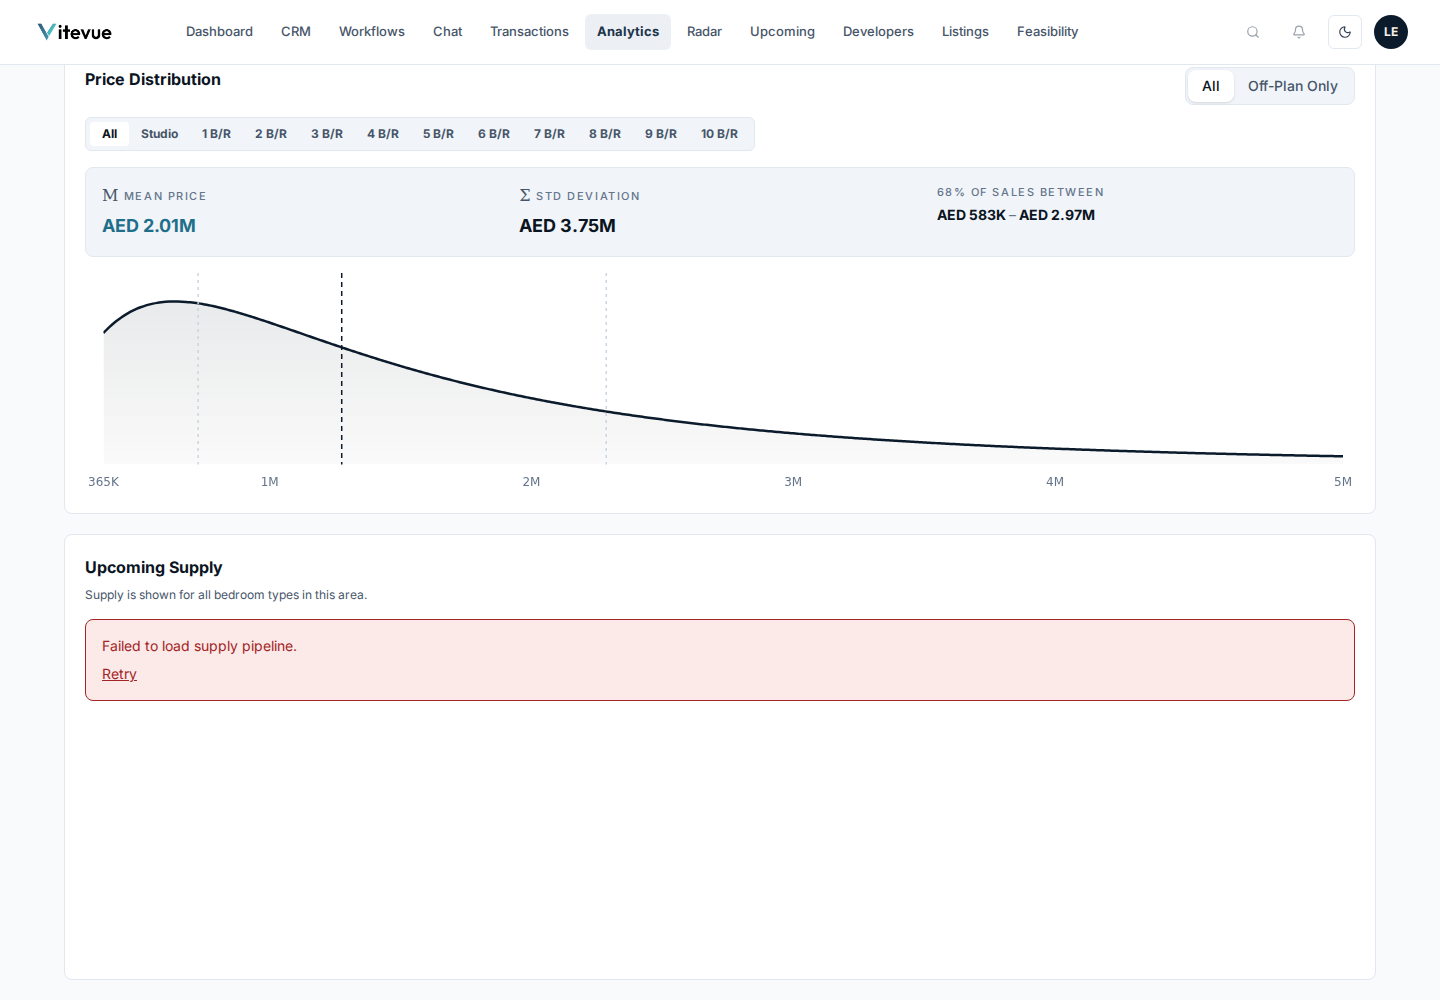 Vitevue
Dashboard CRM Workflows Chat Transactions Analytics Radar Upcoming Developers Listings Feasibility LE
Price Distribution
All Off-Plan Only
All Studio 1 B/R 2 B/R 3 B/R 4 B/R 5 B/R 6 B/R 7 B/R 8 B/R 9 B/R 10 B/R
Μ MEAN PRICE Σ STD DEVIATION 68% OF SALES BETWEEN
AED 2.01M AED 3.75M AED 583K – AED 2.97M
365K 1M 2M 3M 4M 5M
Upcoming Supply
Supply is shown for all bedroom types in this area.
Failed to load supply pipeline.
Retry